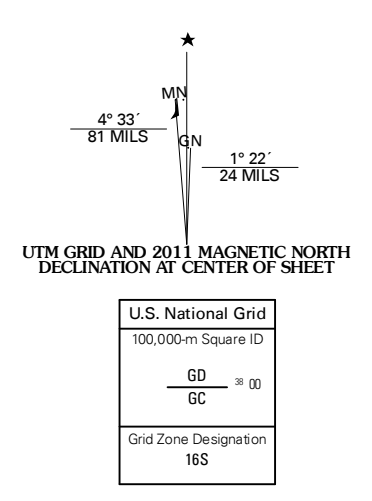 ★
MN
4° 33´
81 MILS
GN
1° 22´
24 MILS
UTM GRID AND 2011 MAGNETIC NORTH
DECLINATION AT CENTER OF SHEET
U.S. National Grid
100,000-m Square ID
GD
38 00
GC
Grid Zone Designation
16S